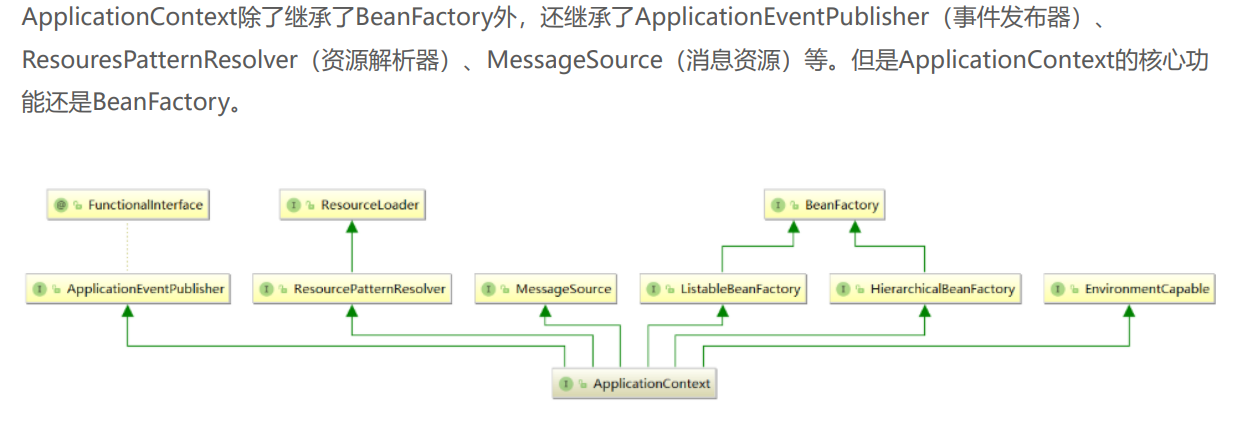 ApplicationContext除了继承了BeanFactory外，还继承了ApplicationEventPublisher（事件发布器）、
ResouresPatternResolver（资源解析器）、MessageSource（消息资源）等。但是ApplicationContext的核心功
能还是BeanFactory。
@ FunctionalInterface
I ResourceLoader
I BeanFactory
I ApplicationEventPublisher
I ResourcePatternResolver
I MessageSource
I ListableBeanFactory
I HierarchicalBeanFactory
I EnvironmentCapable
I ApplicationContext